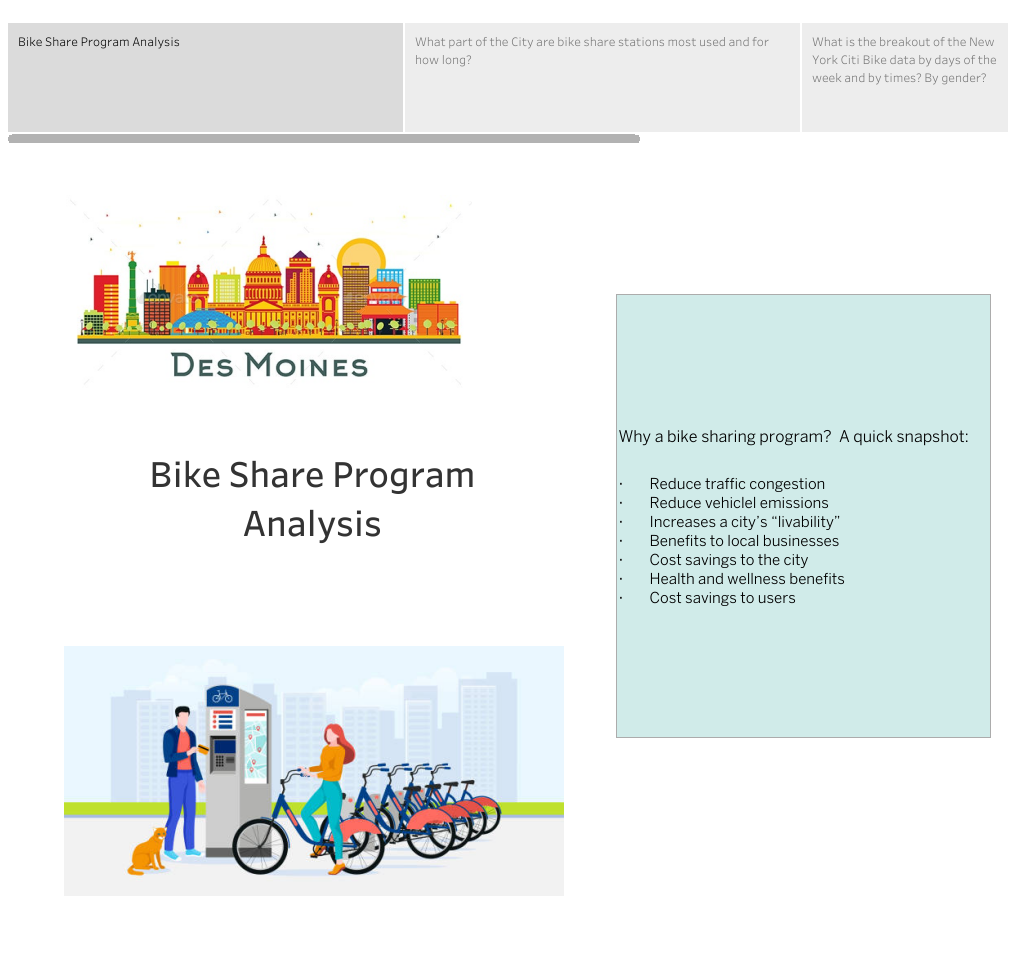 Bike Share Program Analysis
What part of the City are bike share stations most used and for
how long?
What is the breakout of the New
York Citi Bike data by days of the
week and by times? By gender?
DES MOINES
Bike Share Program
Analysis
Why a bike sharing program?  A quick snapshot:
·	Reduce traffic congestion
·	Reduce vehiclel emissions
·	Increases a city’s “livability”
·	Benefits to local businesses
·	Cost savings to the city
·	Health and wellness benefits
·	Cost savings to users